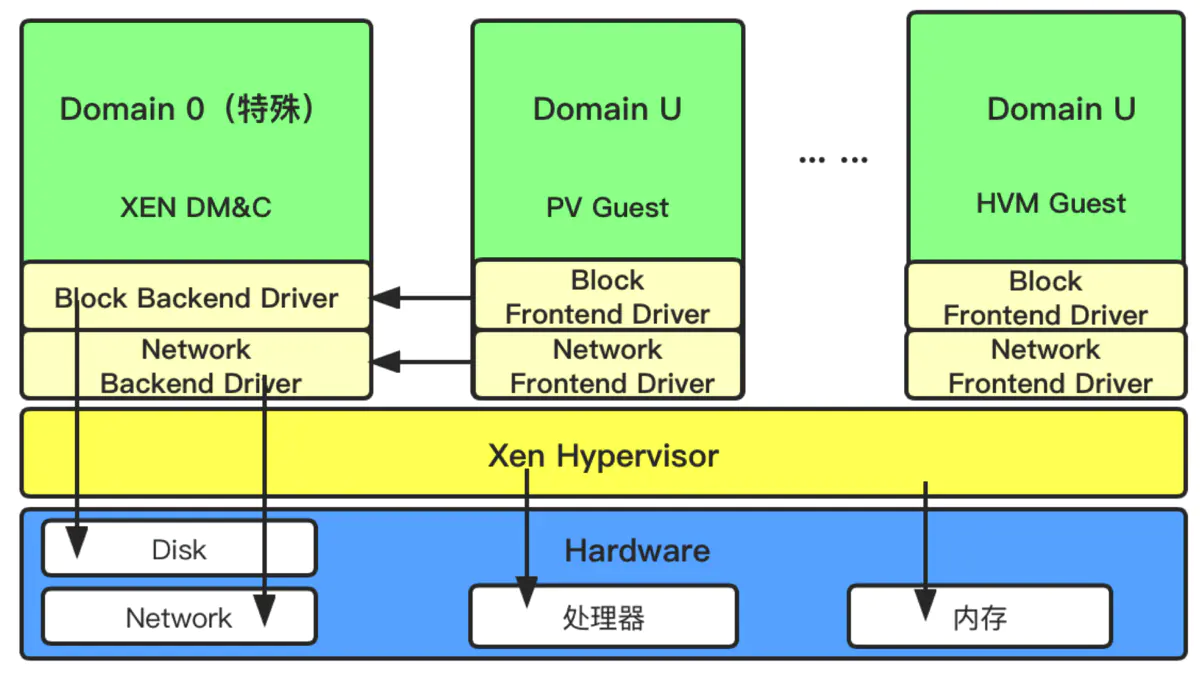 Domain 0（特殊）
XEN DM&C
Block Backend Driver
Network
Backend Driver
Domain U
PV Guest
Block
Frontend Driver
Network
Frontend Driver
... ...
Domain U
HVM Guest
Block
Frontend Driver
Network
Frontend Driver
Xen Hypervisor
Hardware
Disk
Network
处理器
内存